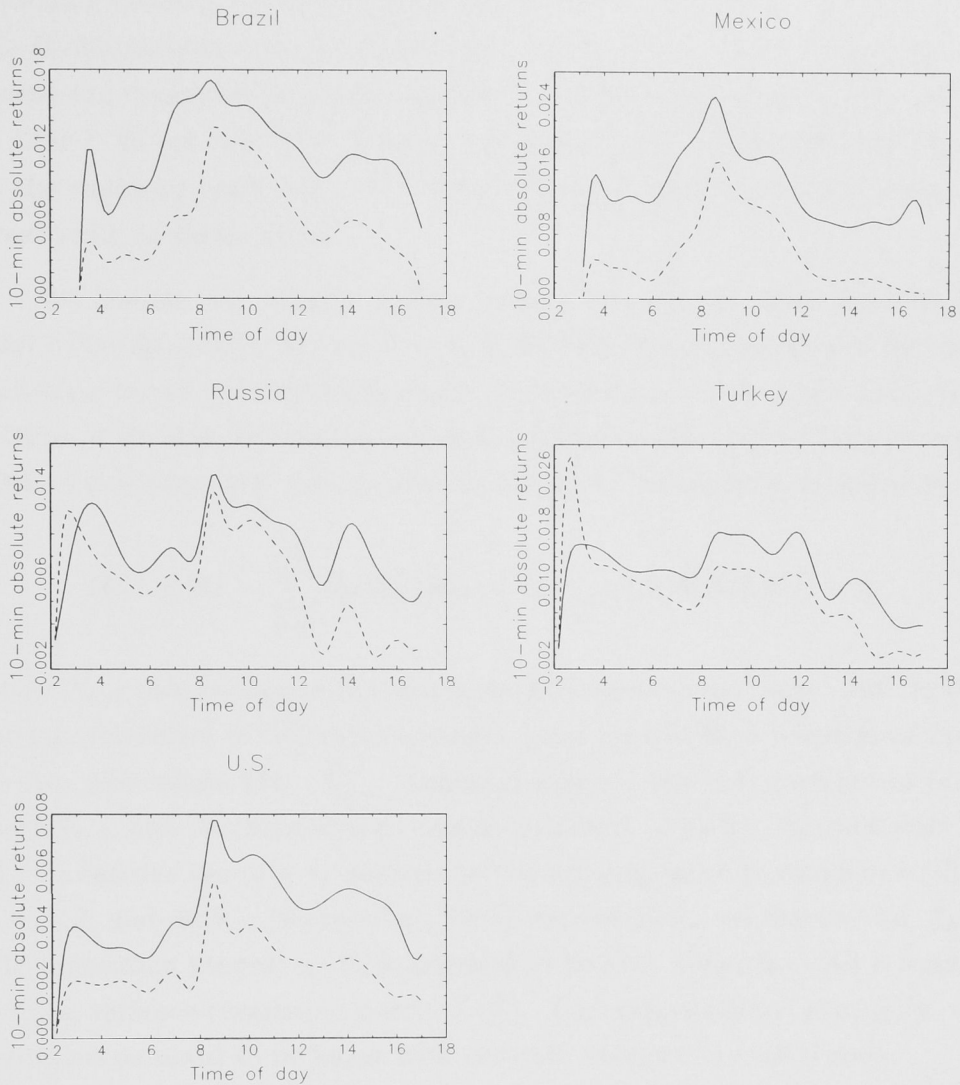 Brazil
10-min absolute returns
0.000 0.006 0.012 0.018
2 4 6 8 10 12 14 16 18
Time of day
Mexico
10-min absolute returns
0.000 0.008 0.016 0.024
2 4 6 8 10 12 14 16 18
Time of day
Russia
10-min absolute returns
-0.002 0.006 0.014
2 4 6 8 10 12 14 16 18
Time of day
Turkey
10-min absolute returns
-0.002 0.010 0.018 0.026
2 4 6 8 10 12 14 16 18
Time of day
U.S.
10-min absolute returns
0.000 0.002 0.004 0.006 0.008
2 4 6 8 10 12 14 16 18
Time of day